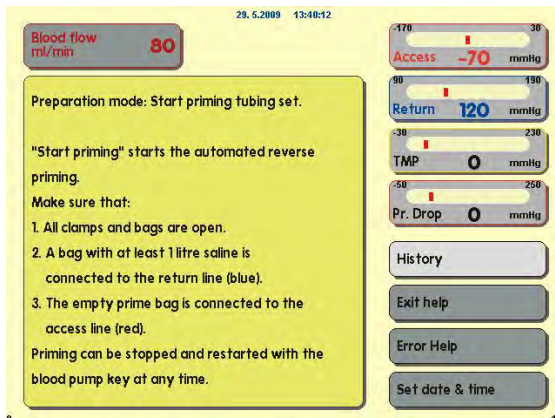 29. 5.2009 13:40:12
Blood flow
ml/min 80
Preparation mode: Start priming tubing set.
"Start priming" starts the automated reverse
priming.
Make sure that:
1. All clamps and bags are open.
2. A bag with at least 1 litre saline is
connected to the return line (blue).
3. The empty prime bag is connected to the
access line (red).
Priming can be stopped and restarted with the
blood pump key at any time.
-170 30
Access -70 mmHg
90 190
Return 120 mmHg
-30 230
TMP 0 mmHg
-50 250
Pr. Drop 0 mmHg
History
Exit help
Error Help
Set date & time